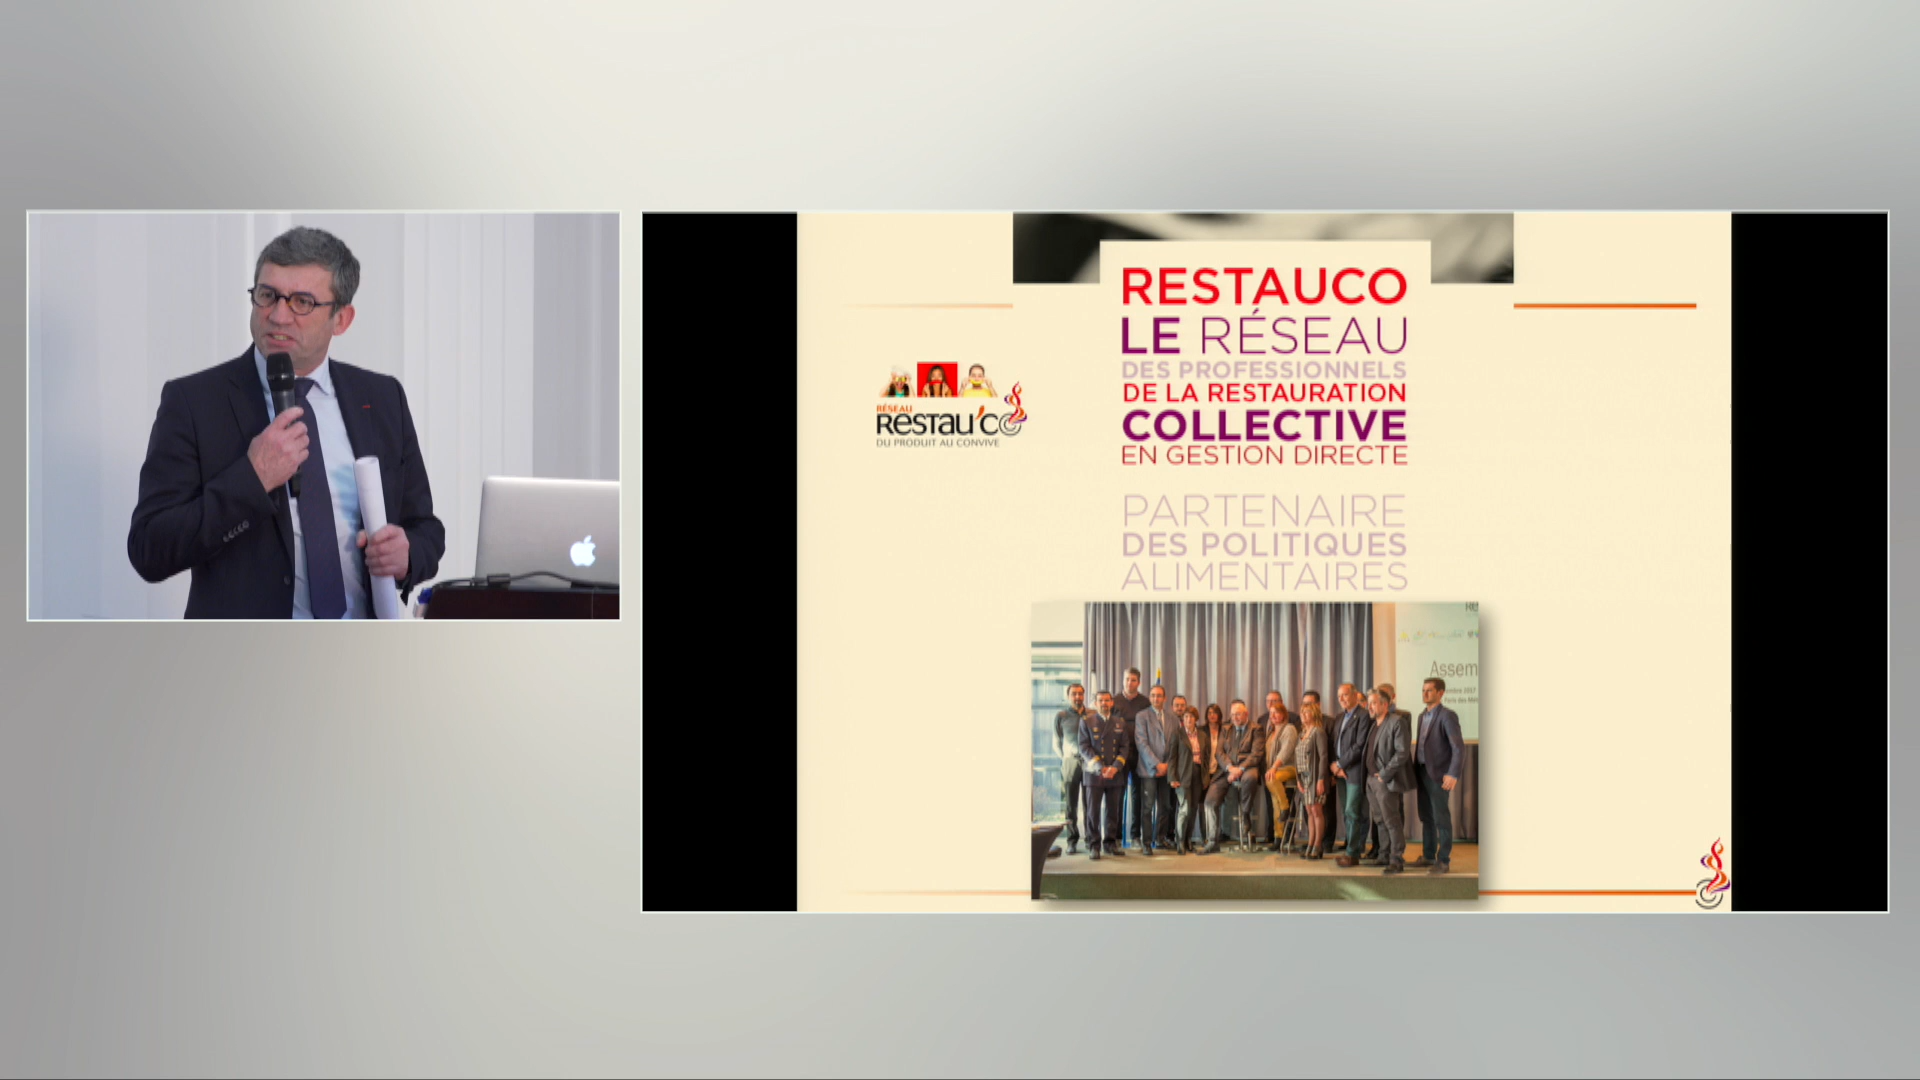 RESTAUCO
LE RÉSEAU
DES PROFESSIONNELS
DE LA RESTAURATION
COLLECTIVE
EN GESTION DIRECTE
PARTENAIRE
DES POLITIQUES
ALIMENTAIRES
RÉSEAU
RESTAU'CO
DU PRODUIT AU CONVIVE
Assem